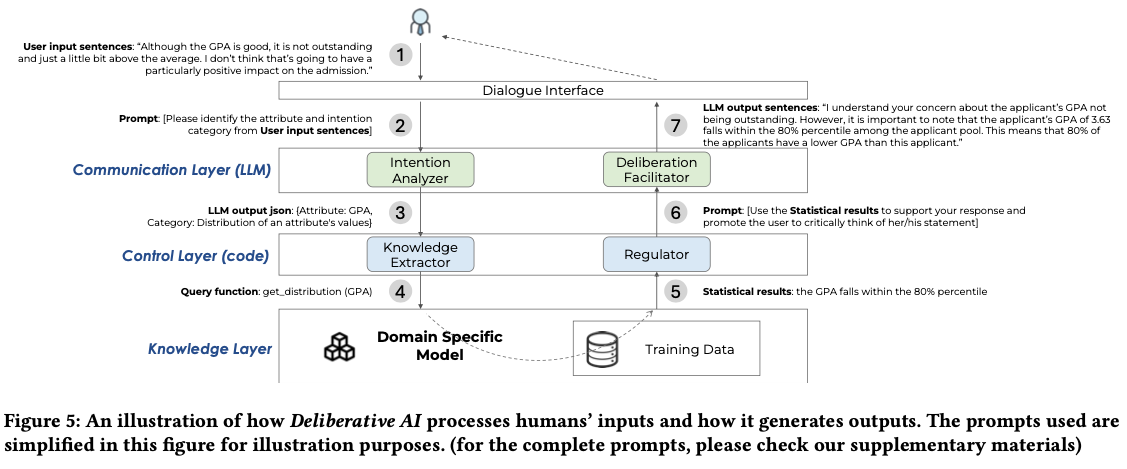 User input sentences: “Although the GPA is good, it is not outstanding
and just a little bit above the average. I don’t think that’s going to have a
particularly positive impact on the admission.”
1
Dialogue Interface
Prompt: [Please identify the attribute and intention
category from User input sentences]
2
7
LLM output sentences: “I understand your concern about the applicant’s GPA not
being outstanding. However, it is important to note that the applicant’s GPA of 3.63
falls within the 80% percentile among the applicant pool. This means that 80% of
the applicants have a lower GPA than this applicant.”
Communication Layer (LLM)
Intention
Analyzer
Deliberation
Facilitator
LLM output json: {Attribute: GPA,
Category: Distribution of an attribute's values}
3
6
Prompt: [Use the Statistical results to support your response and
promote the user to critically think of her/his statement]
Control Layer (code)
Knowledge
Extractor
Regulator
Query function: get_distribution (GPA)
4
5
Statistical results: the GPA falls within the 80% percentile
Knowledge Layer
Domain Specific
Model
Training Data
Figure 5: An illustration of how Deliberative AI processes humans’ inputs and how it generates outputs. The prompts used are
simplified in this figure for illustration purposes. (for the complete prompts, please check our supplementary materials)